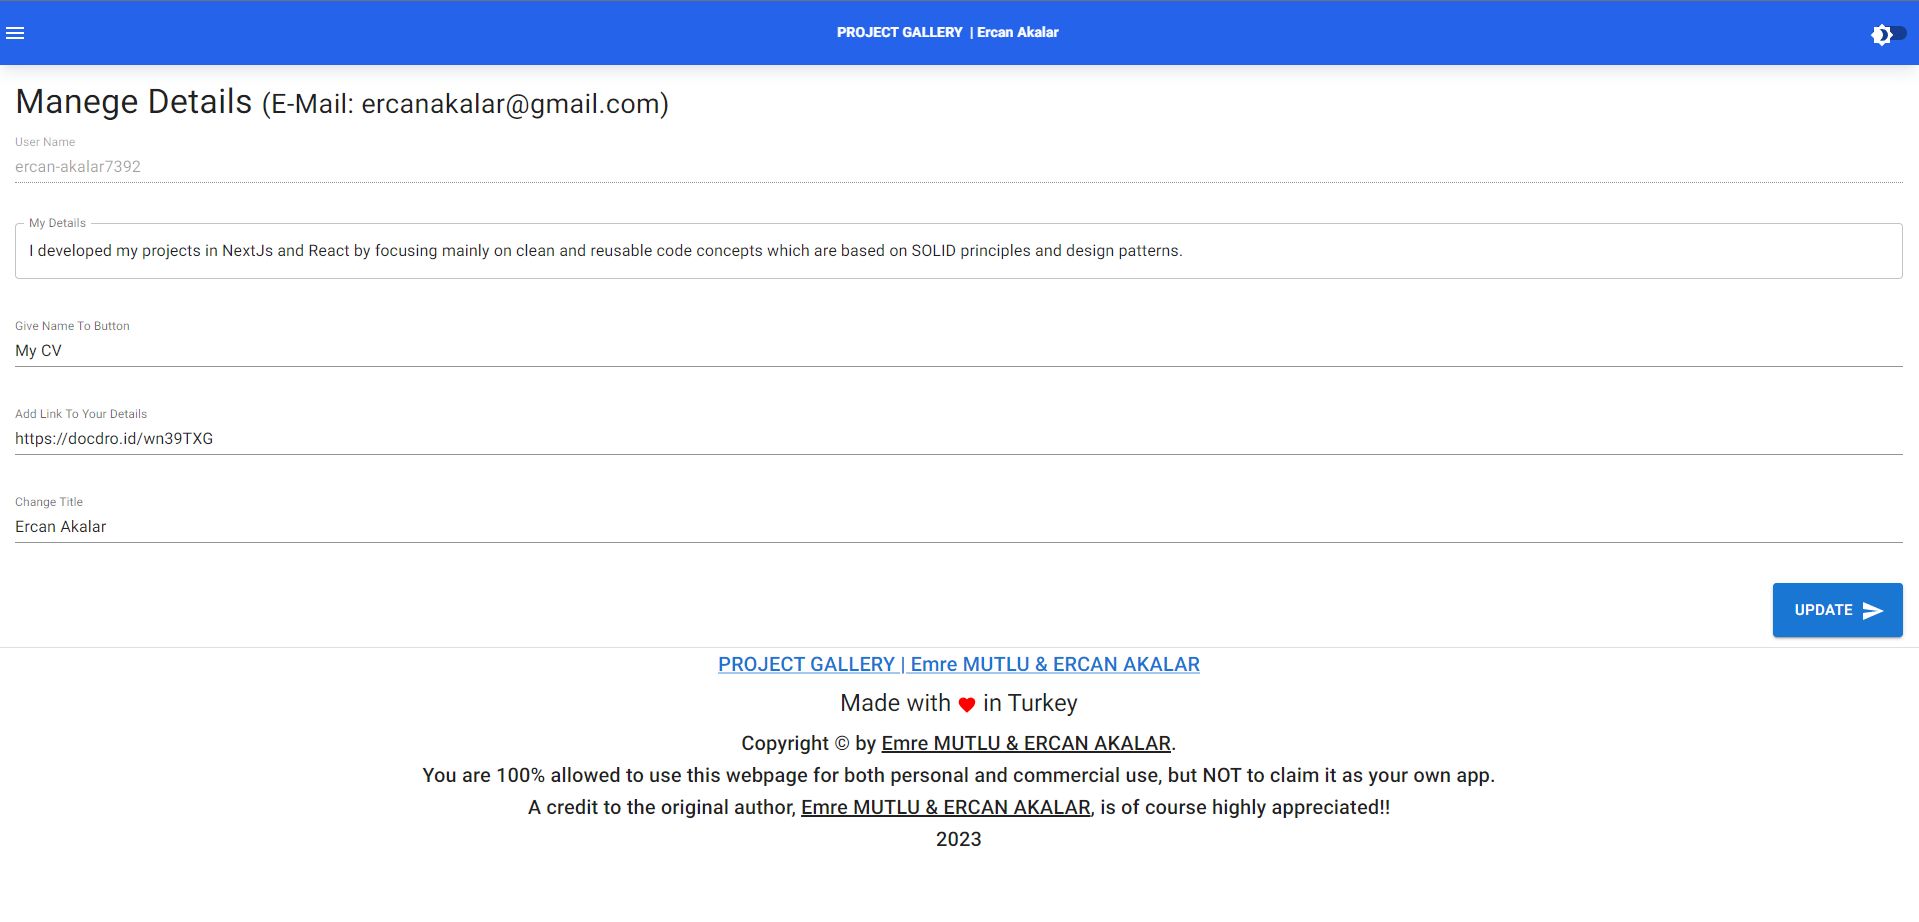 PROJECT GALLERY | Ercan Akalar
Manege Details (E-Mail: ercanakalar@gmail.com)
User Name
ercan-akalar7392
My Details
I developed my projects in NextJs and React by focusing mainly on clean and reusable code concepts which are based on SOLID principles and design patterns.
Give Name To Button
My CV
Add Link To Your Details
https://docdro.id/wn39TXG
Change Title
Ercan Akalar
UPDATE
PROJECT GALLERY | Emre MUTLU & ERCAN AKALAR
Made with ❤ in Turkey
Copyright © by Emre MUTLU & ERCAN AKALAR.
You are 100% allowed to use this webpage for both personal and commercial use, but NOT to claim it as your own app.
A credit to the original author, Emre MUTLU & ERCAN AKALAR, is of course highly appreciated!!
2023